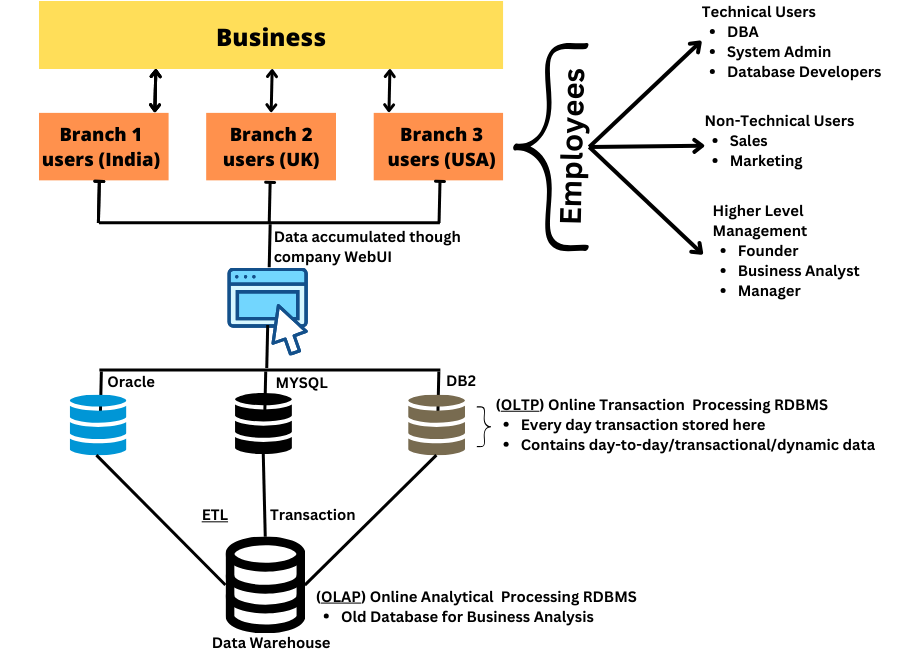 Business
Branch 1
users (India)
Branch 2
users (UK)
Branch 3
users (USA)
Employees
Technical Users
• DBA
• System Admin
• Database Developers
Non-Technical Users
• Sales
• Marketing
Higher Level
Management
• Founder
• Business Analyst
• Manager
Data accumulated though
company WebUI
Oracle
MYSQL
DB2
(OLTP) Online Transaction Processing RDBMS
• Every day transaction stored here
• Contains day-to-day/transactional/dynamic data
ETL
Transaction
(OLAP) Online Analytical Processing RDBMS
• Old Database for Business Analysis
Data Warehouse